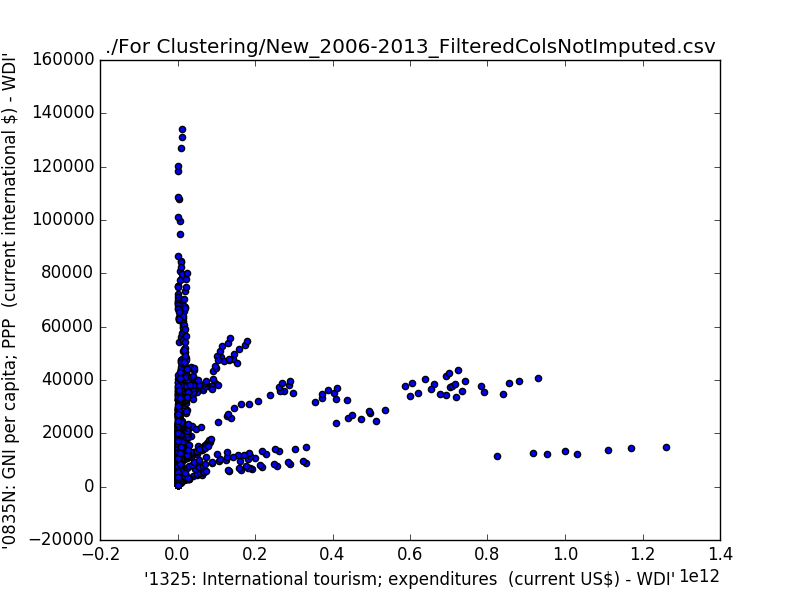 ./For Clustering/New_2006-2013_FilteredColsNotImputed.csv
'0835N: GNI per capita; PPP  (current international $) - WDI'
160000
140000
120000
100000
80000
60000
40000
20000
0
−20000
−0.2 0.0 0.2 0.4 0.6 0.8 1.0 1.2 1.4
'1325: International tourism; expenditures  (current US$) - WDI' 1e12